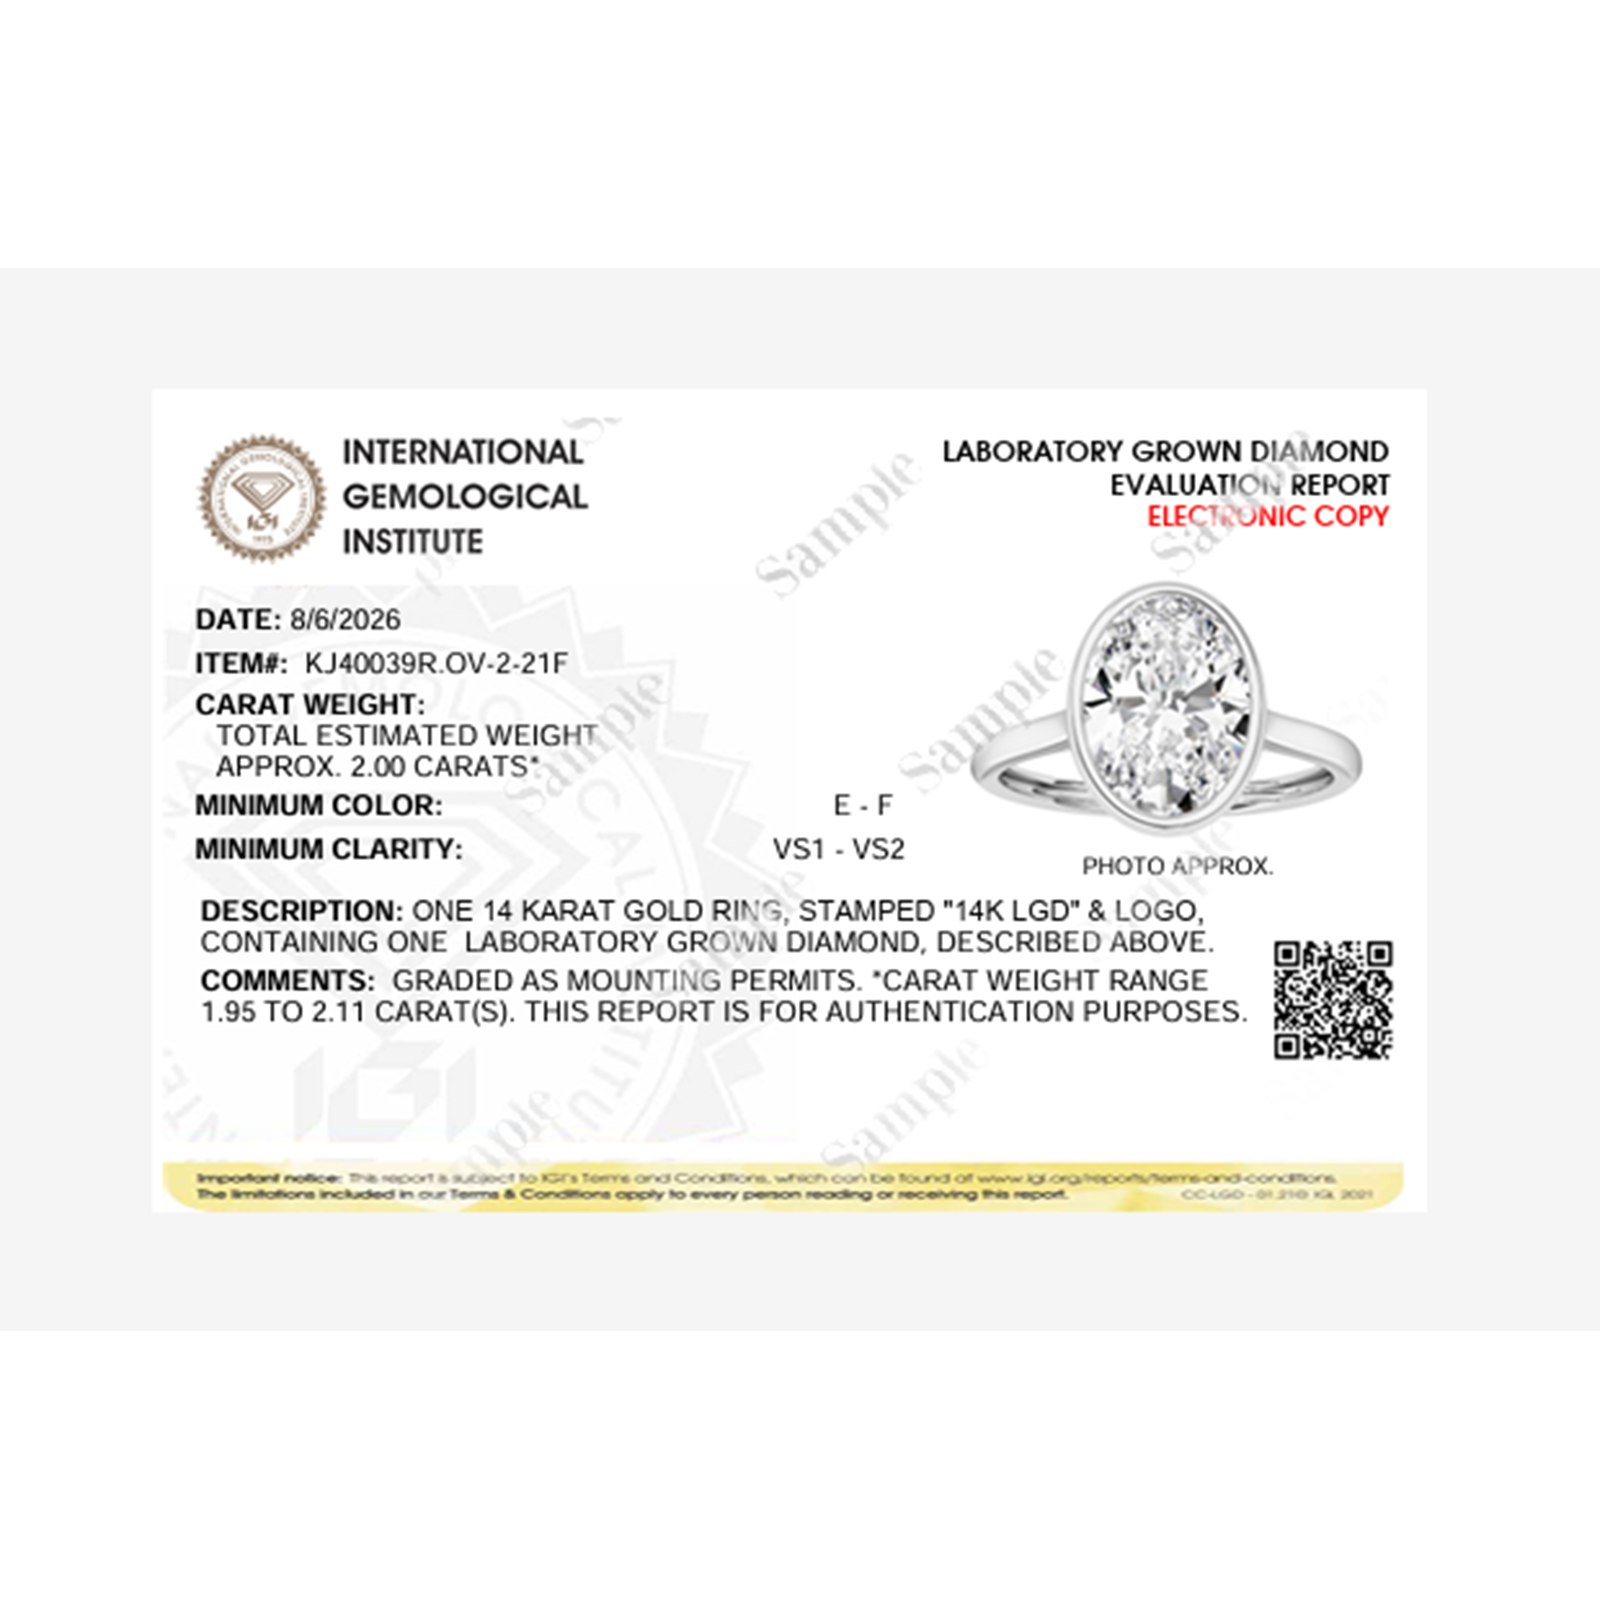 INTERNATIONAL
GEMOLOGICAL
INSTITUTE
LABORATORY GROWN DIAMOND
EVALUATION REPORT
ELECTRONIC COPY
DATE: 8/6/2026
ITEM#: KJ40039R.OV-2-21F
CARAT WEIGHT:
TOTAL ESTIMATED WEIGHT
APPROX. 2.00 CARATS*
MINIMUM COLOR: E - F
MINIMUM CLARITY: VS1 - VS2
PHOTO APPROX.
DESCRIPTION: ONE 14 KARAT GOLD RING, STAMPED "14K LGD" & LOGO,
CONTAINING ONE LABORATORY GROWN DIAMOND, DESCRIBED ABOVE.
COMMENTS: GRADED AS MOUNTING PERMITS. *CARAT WEIGHT RANGE
1.95 TO 2.11 CARAT(S). THIS REPORT IS FOR AUTHENTICATION PURPOSES.
Important notice: This report is subject to IGI's Terms and Conditions, which can be found at www.igi.org/reports/terms-and-conditions.
The limitations included in our Terms & Conditions apply to every person reading or receiving this report.
Sample
Sample
Sample
Sample
Sample